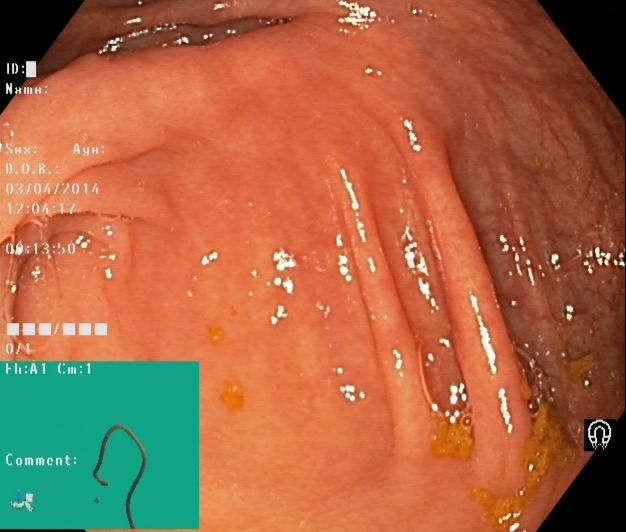 ID:
Name:
Sex: Age:
D.O.B.:
03/04/2014
12:04:17
00:13:50
/
0/1
Eh:A1 Cm:1
Comment: